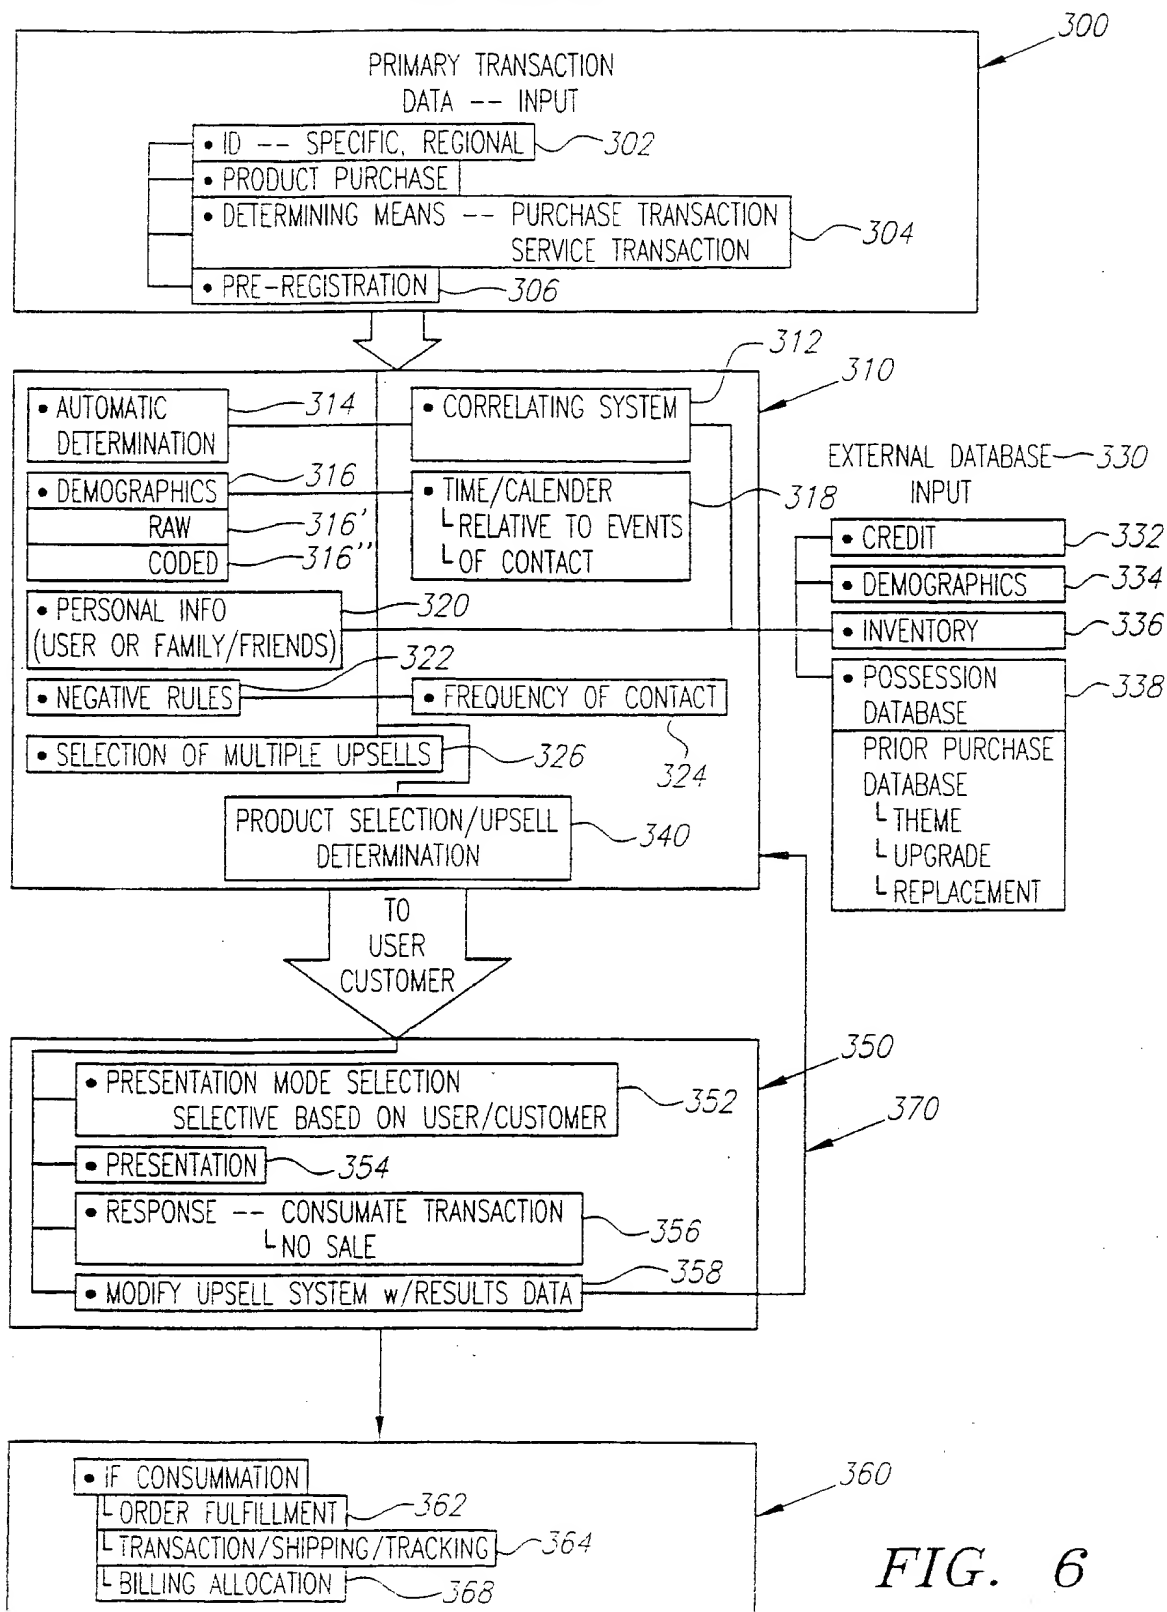 300
PRIMARY TRANSACTION
DATA -- INPUT
• ID -- SPECIFIC, REGIONAL 302
• PRODUCT PURCHASE
• DETERMINING MEANS -- PURCHASE TRANSACTION
SERVICE TRANSACTION 304
• PRE-REGISTRATION 306
312
310
• AUTOMATIC
DETERMINATION
314
• CORRELATING SYSTEM
• DEMOGRAPHICS 316
RAW 316'
CODED 316"
• TIME/CALENDER
└ RELATIVE TO EVENTS
└ OF CONTACT
318
• PERSONAL INFO
(USER OR FAMILY/FRIENDS)
320
• NEGATIVE RULES 322
• FREQUENCY OF CONTACT
324
• SELECTION OF MULTIPLE UPSELLS 326
PRODUCT SELECTION/UPSELL
DETERMINATION
340
EXTERNAL DATABASE 330
INPUT
• CREDIT 332
• DEMOGRAPHICS 334
• INVENTORY 336
• POSSESSION
DATABASE
338
PRIOR PURCHASE
DATABASE
└ THEME
└ UPGRADE
└ REPLACEMENT
TO
USER
CUSTOMER
350
370
• PRESENTATION MODE SELECTION
SELECTIVE BASED ON USER/CUSTOMER
352
• PRESENTATION 354
• RESPONSE -- CONSUMATE TRANSACTION
└ NO SALE
356
• MODIFY UPSELL SYSTEM w/RESULTS DATA 358
360
• IF CONSUMMATION
└ ORDER FULFILLMENT 362
└ TRANSACTION/SHIPPING/TRACKING 364
└ BILLING ALLOCATION 368
FIG. 6